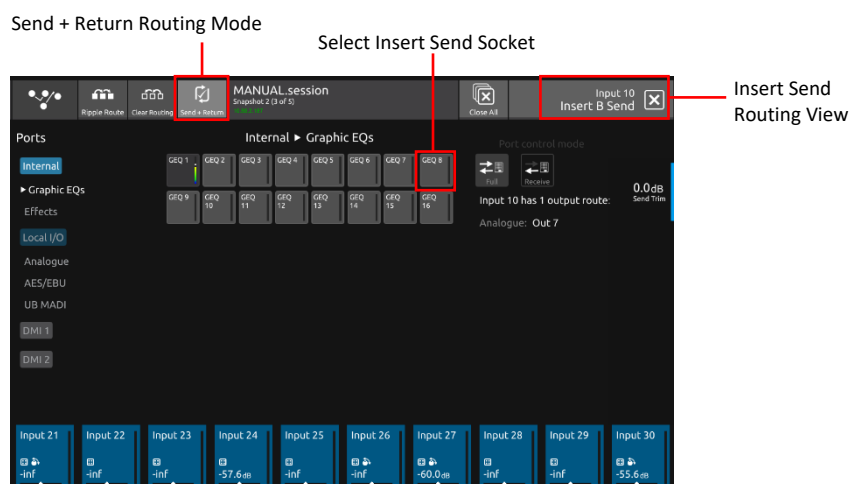 Send + Return Routing Mode
Select Insert Send Socket
Insert Send
Routing View
Ripple Route
Clear Routing
Send + Return
MANUAL.session
Snapshot 2 (3 of 5)
Close All
Input 10
Insert B Send
Ports
Internal ► Graphic EQs
Port control mode
Internal
► Graphic EQs
Effects
Local I/O
Analogue
AES/EBU
UB MADI
DMI 1
DMI 2
GEQ 1
GEQ 2
GEQ 3
GEQ 4
GEQ 5
GEQ 6
GEQ 7
GEQ 8
GEQ 9
GEQ 10
GEQ 11
GEQ 12
GEQ 13
GEQ 14
GEQ 15
GEQ 16
Full
Receive
Input 10 has 1 output route:
Analogue: Out 7
0.0dB
Send Trim
Input 21
Input 22
Input 23
Input 24
Input 25
Input 26
Input 27
Input 28
Input 29
Input 30
-inf
-inf
-inf
-57.6dB
-inf
-inf
-60.0dB
-inf
-inf
-55.6dB